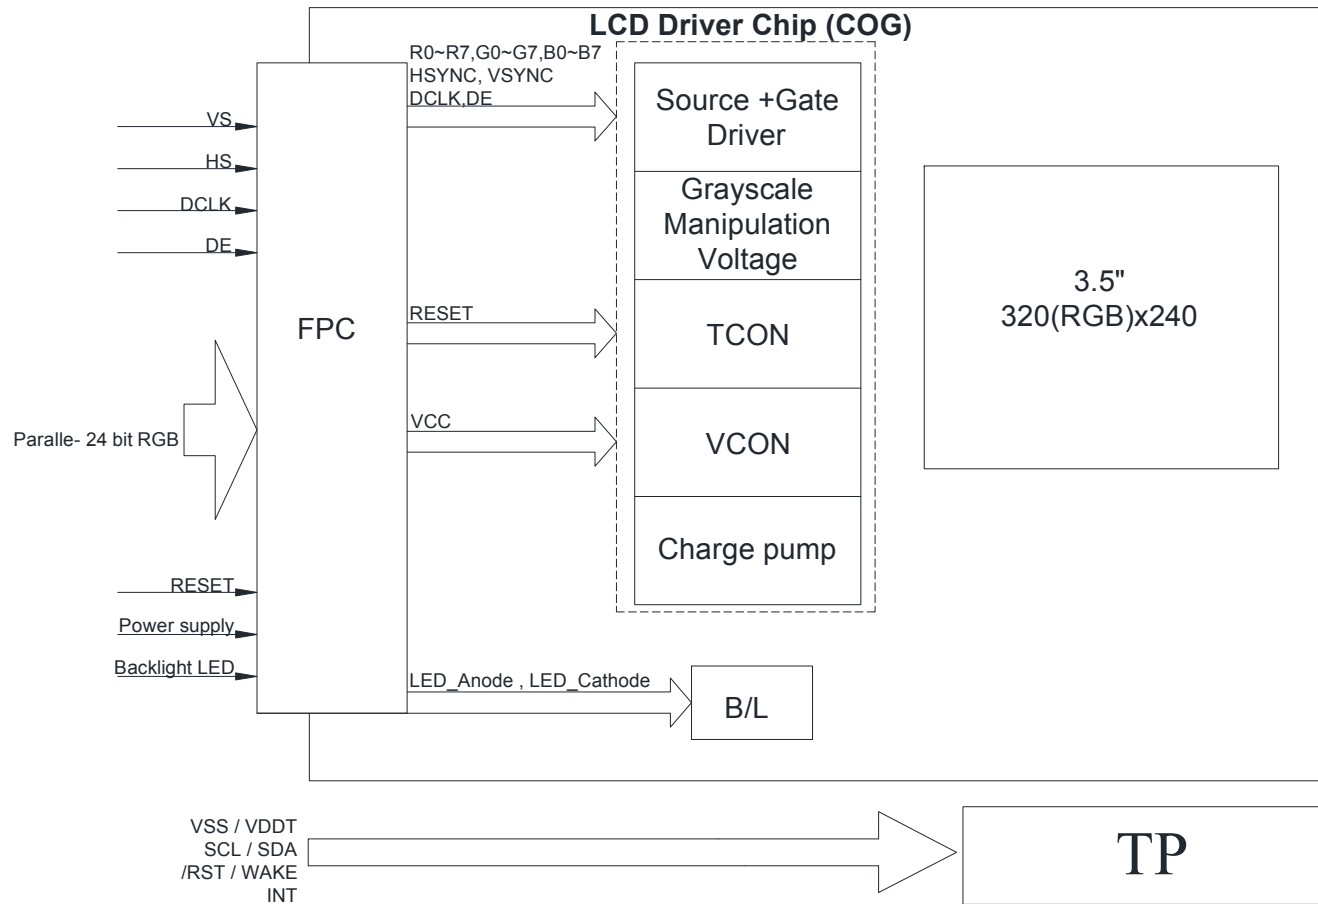 LCD Driver Chip (COG)
R0~R7,G0~G7,B0~B7
HSYNC, VSYNC
DCLK,DE
VS
HS
DCLK
DE
Paralle- 24 bit RGB
RESET
Power supply
Backlight LED
FPC
RESET
VCC
LED_Anode , LED_Cathode
Source +Gate
Driver
Grayscale
Manipulation
Voltage
TCON
VCON
Charge pump
B/L
3.5"
320(RGB)x240
VSS / VDDT
SCL / SDA
/RST / WAKE
INT
TP